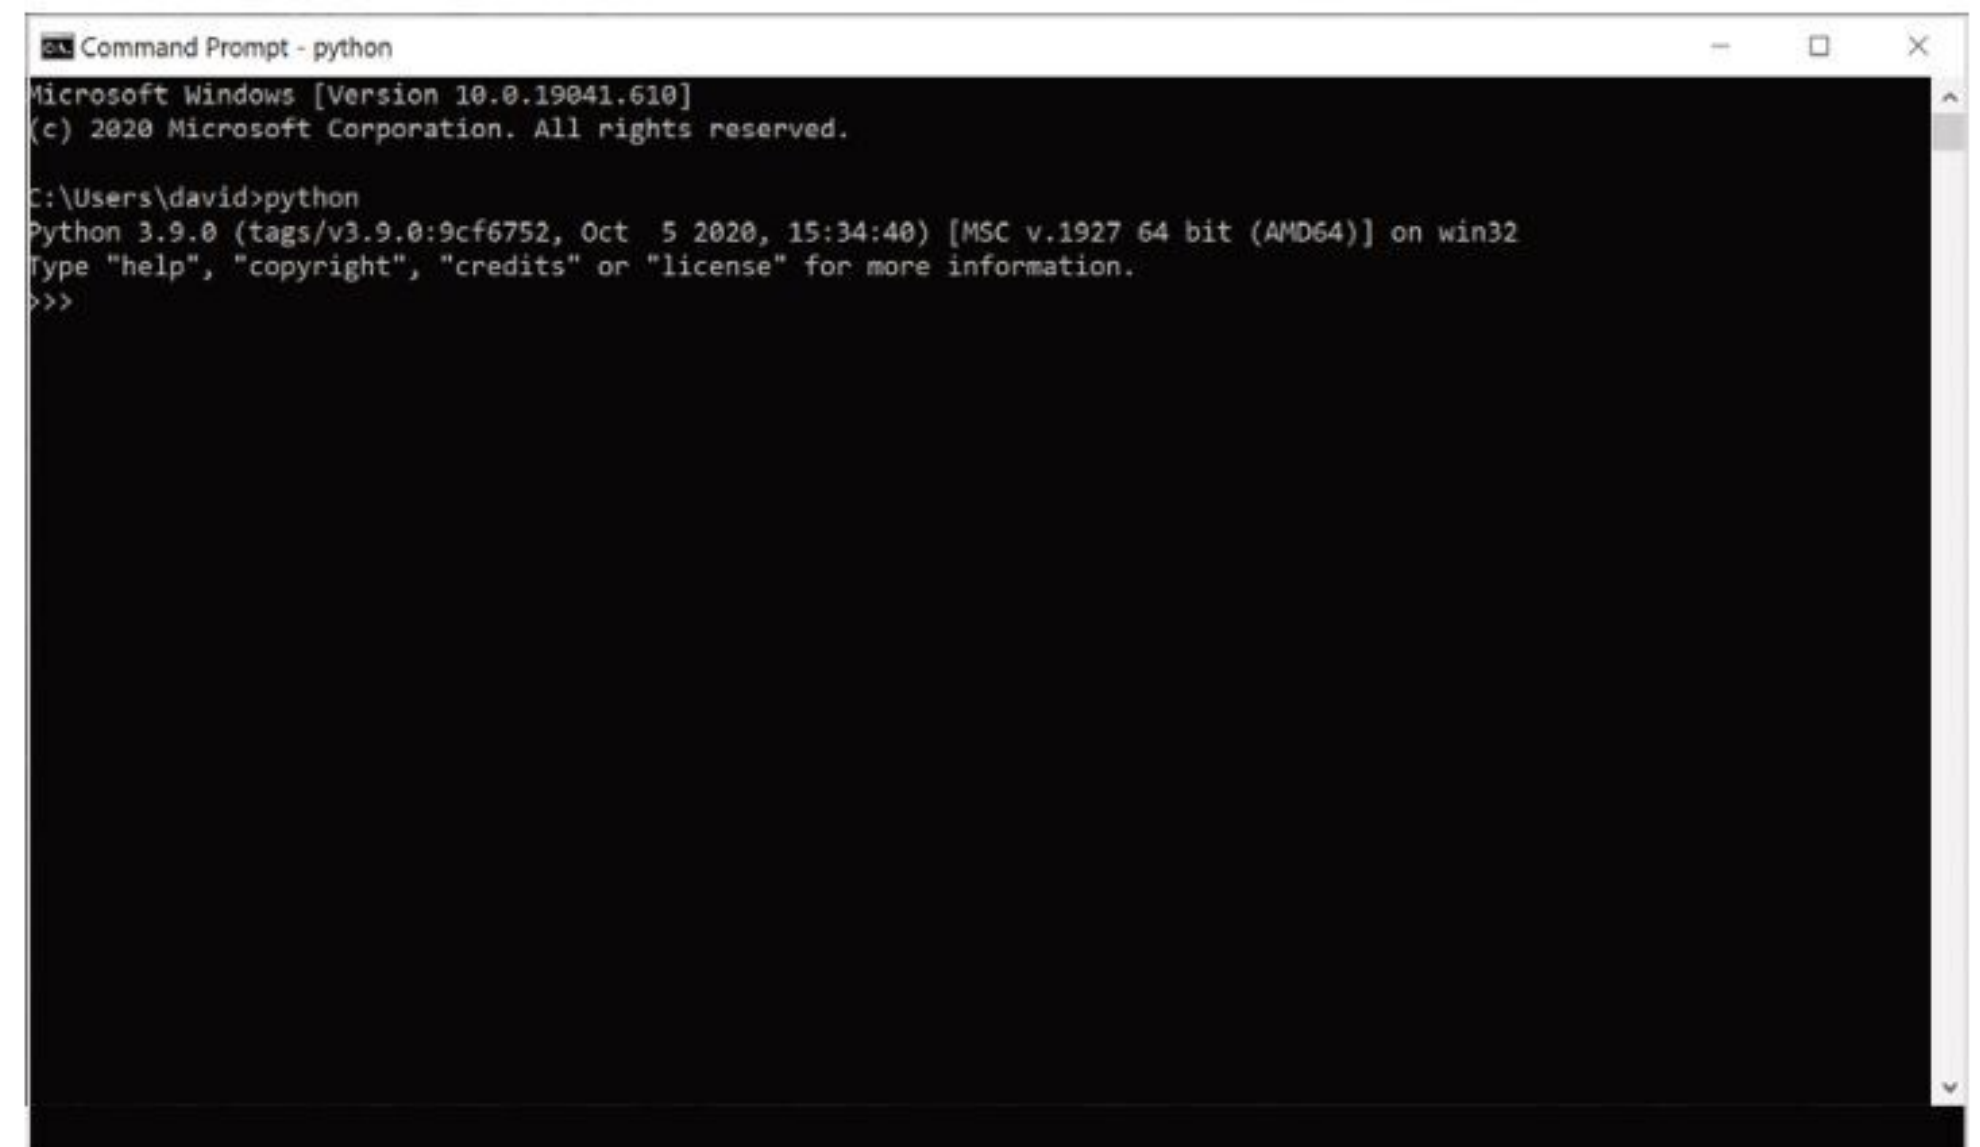 Command Prompt - python
Microsoft Windows [Version 10.0.19041.610]
(c) 2020 Microsoft Corporation. All rights reserved.
C:\Users\david>python
Python 3.9.0 (tags/v3.9.0:9cf6752, Oct  5 2020, 15:34:40) [MSC v.1927 64 bit (AMD64)] on win32
Type "help", "copyright", "credits" or "license" for more information.
>>>